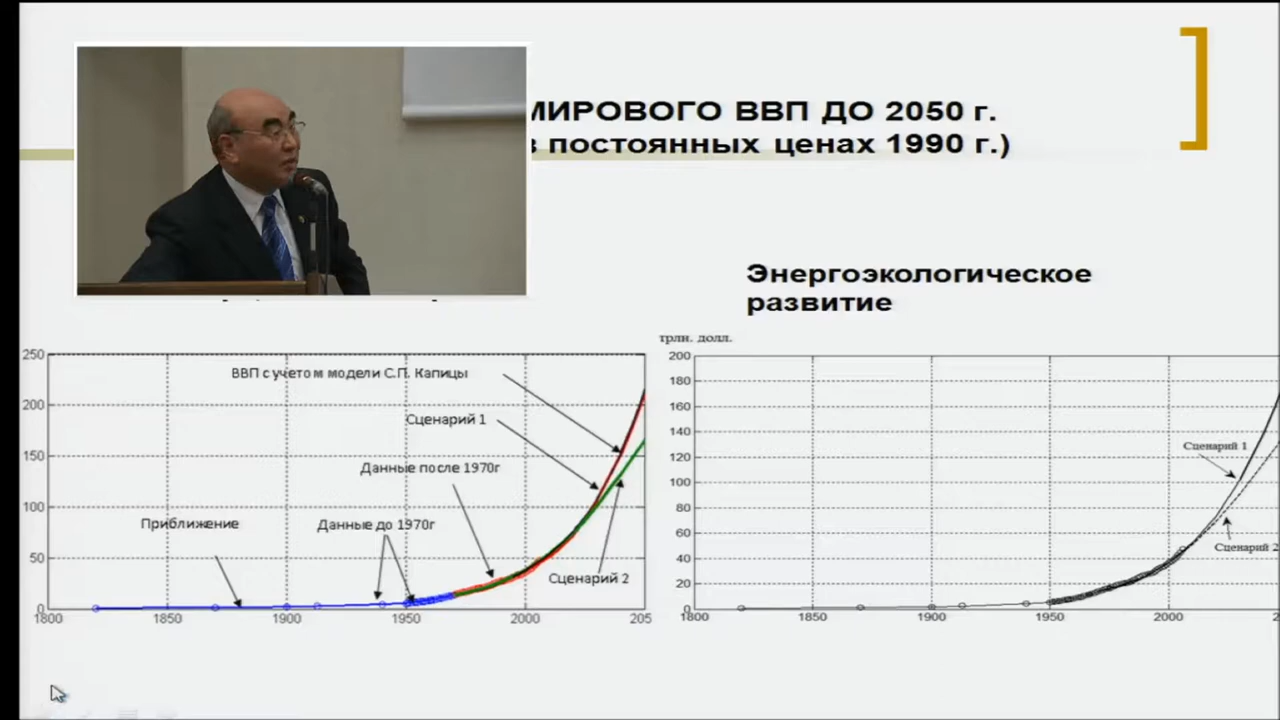 МИРОВОГО ВВП ДО 2050 г.
в постоянных ценах 1990 г.)
Энергоэкологическое
развитие
250
200
150
100
50
0
1800
1850
1900
1950
2000
205
ВВП с учетом модели С.П. Капицы
Сценарий 1
Данные после 1970г
Приближение
Данные до 1970г
Сценарий 2
трлн. долл.
200
180
160
140
120
100
80
60
40
20
0
1800
1850
1900
1950
2000
2
Сценарий 1
Сценарий 2